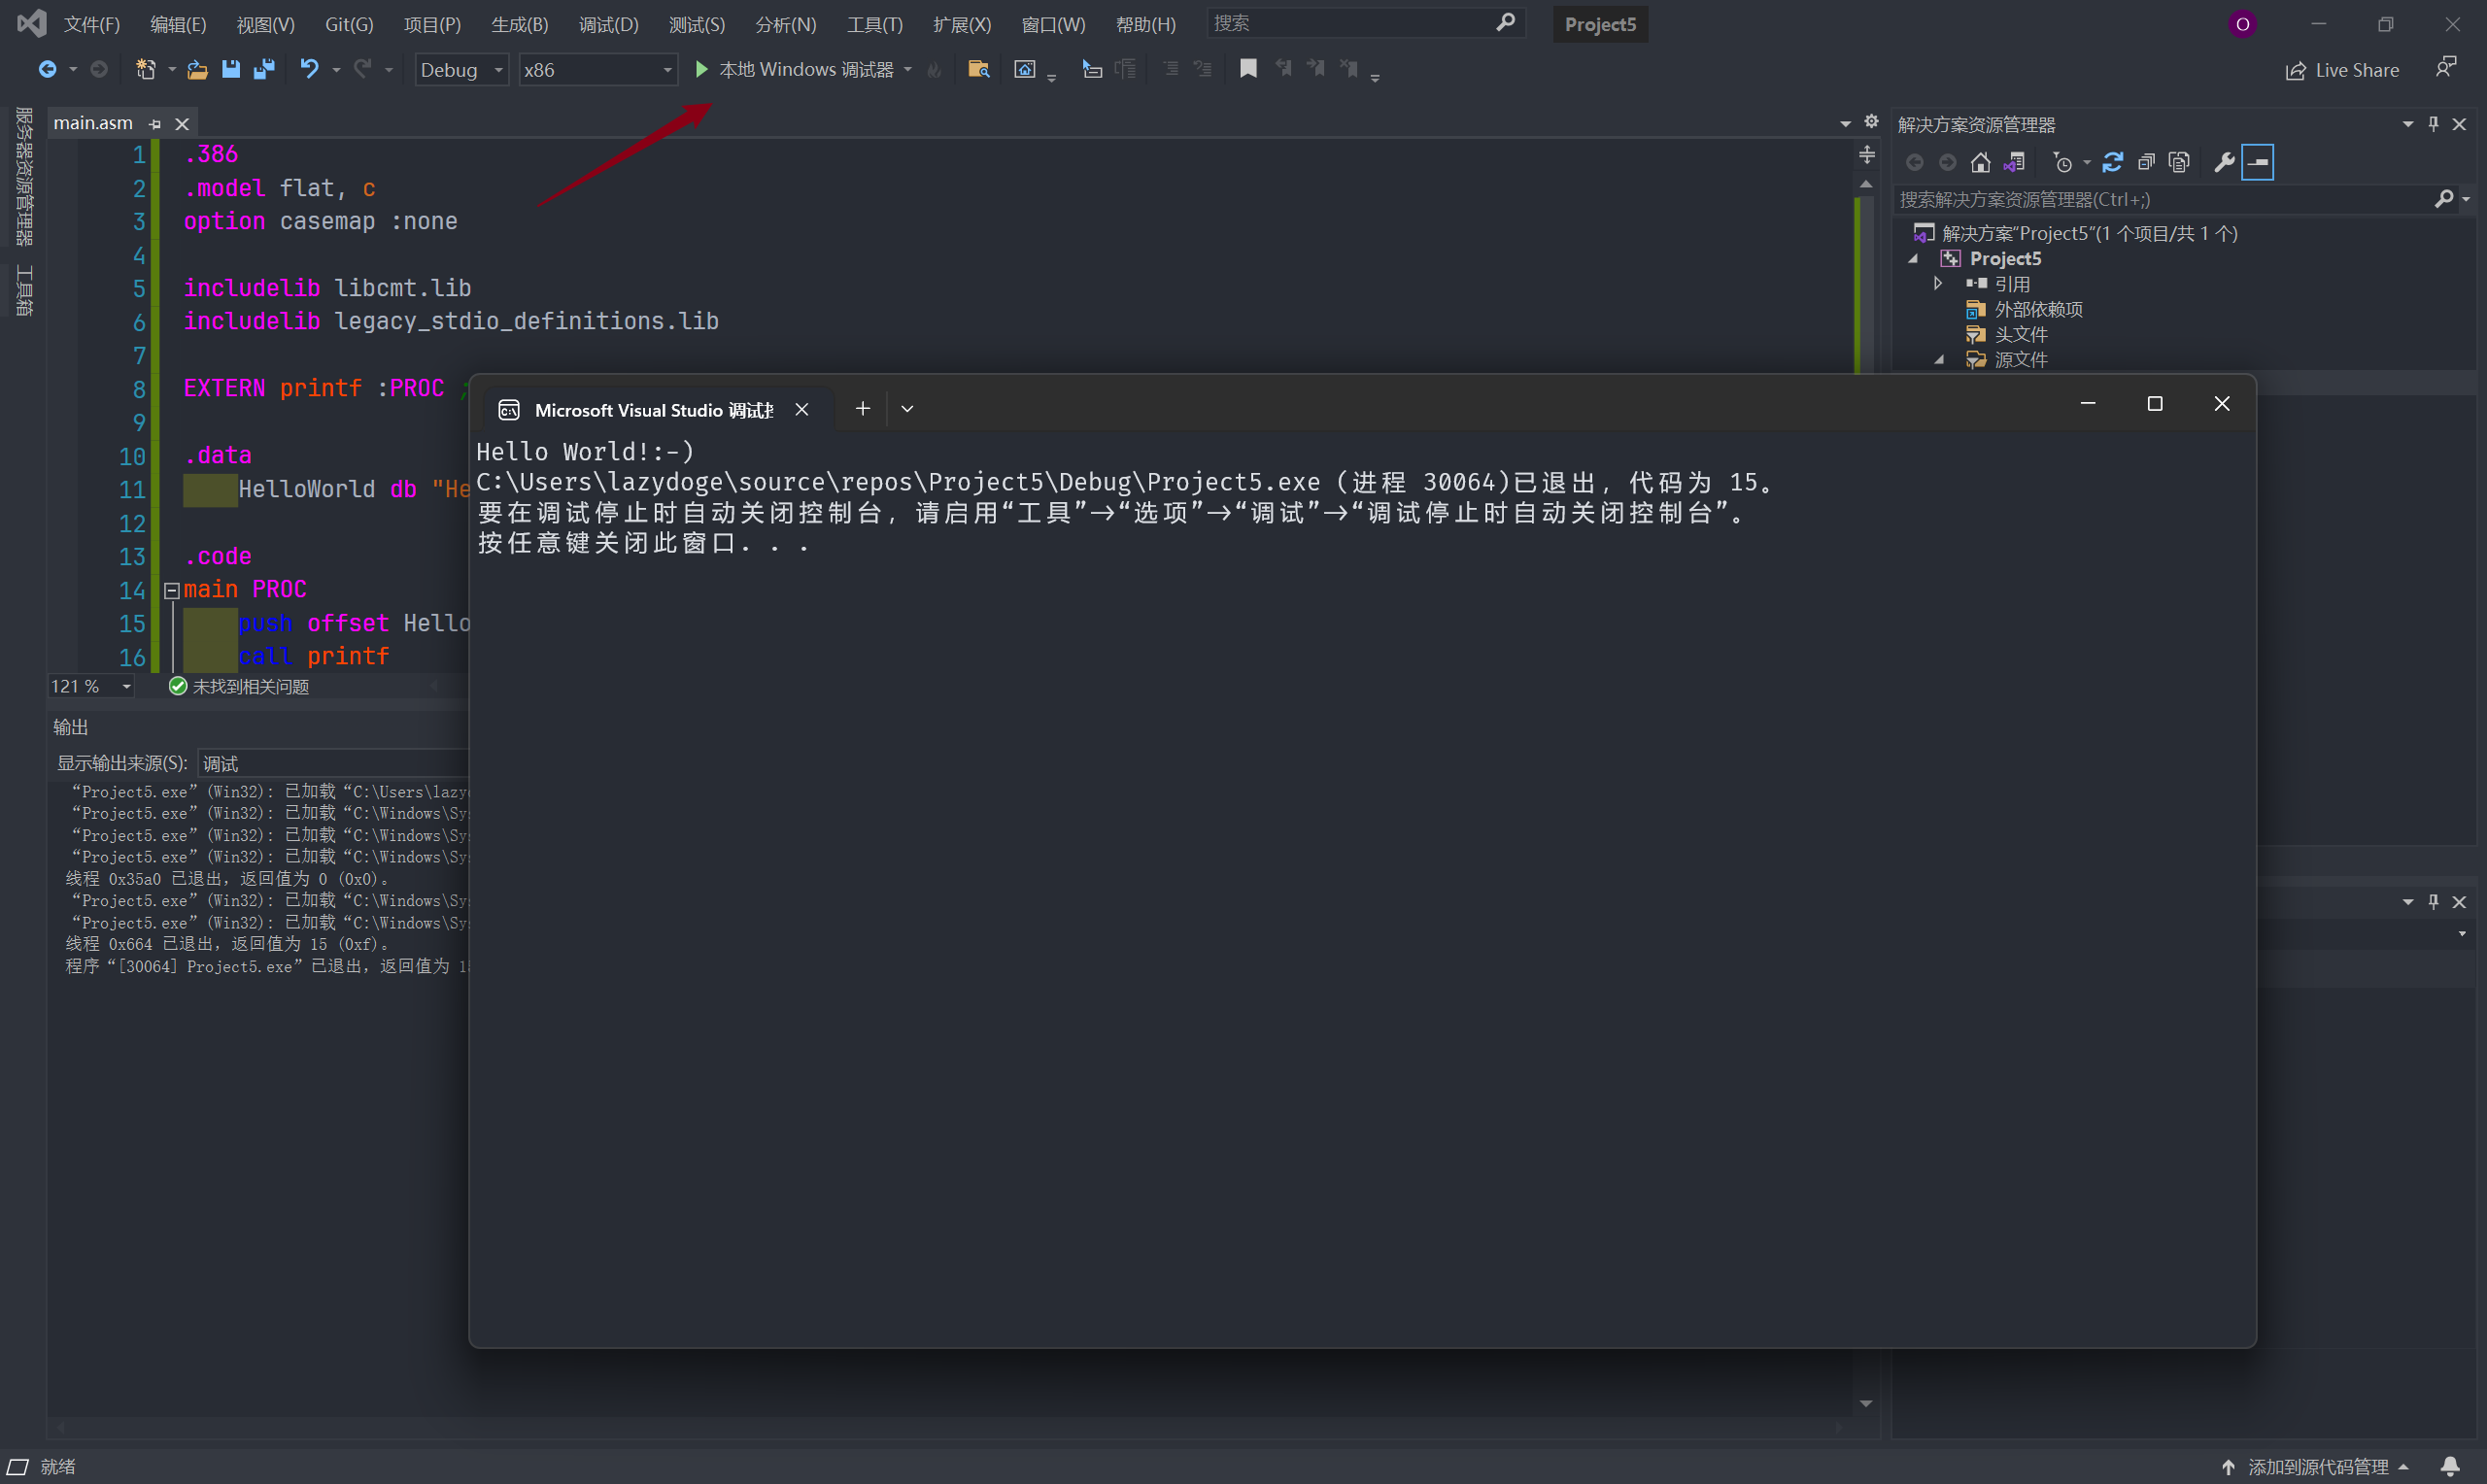 文件(F) 编辑(E) 视图(V) Git(G) 项目(P) 生成(B) 调试(D) 测试(S) 分析(N) 工具(T) 扩展(X) 窗口(W) 帮助(H) 搜索 Project5 O
Debug x86 本地 Windows 调试器 Live Share
服务器资源管理器
工具箱
main.asm
1 .386
2 .model flat, c
3 option casemap :none
4
5 includelib libcmt.lib
6 includelib legacy_stdio_definitions.lib
7
8 EXTERN printf :PROC ;
9
10 .data
11 HelloWorld db "He
12
13 .code
14 main PROC
15 push offset Hello
16 call printf
121 % 未找到相关问题
解决方案资源管理器
搜索解决方案资源管理器(Ctrl+;)
解决方案"Project5"(1 个项目/共 1 个)
Project5
引用
外部依赖项
头文件
源文件
Microsoft Visual Studio 调试
Hello World!:-)
C:\Users\lazydoge\source\repos\Project5\Debug\Project5.exe (进程 30064)已退出，代码为 15。
要在调试停止时自动关闭控制台，请启用“工具”->“选项”->“调试”->“调试停止时自动关闭控制台”。
按任意键关闭此窗口. . .
输出
显示输出来源(S): 调试
“Project5.exe” (Win32): 已加载“C:\Users\lazy
“Project5.exe” (Win32): 已加载“C:\Windows\Sy
“Project5.exe” (Win32): 已加载“C:\Windows\Sy
“Project5.exe” (Win32): 已加载“C:\Windows\Sy
线程 0x35a0 已退出，返回值为 0 (0x0)。
“Project5.exe” (Win32): 已加载“C:\Windows\Sy
“Project5.exe” (Win32): 已加载“C:\Windows\Sy
线程 0x664 已退出，返回值为 15 (0xf)。
程序“[30064] Project5.exe”已退出，返回值为 1
就绪 添加到源代码管理